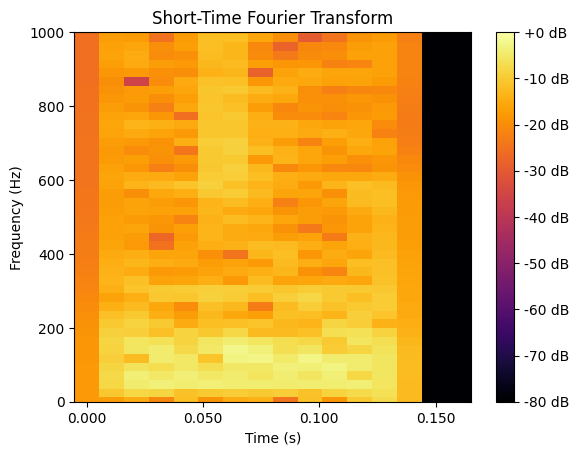 Short-Time Fourier Transform
Frequency (Hz)
1000
800
600
400
200
0
0.000
0.050
0.100
0.150
Time (s)
+0 dB
-10 dB
-20 dB
-30 dB
-40 dB
-50 dB
-60 dB
-70 dB
-80 dB